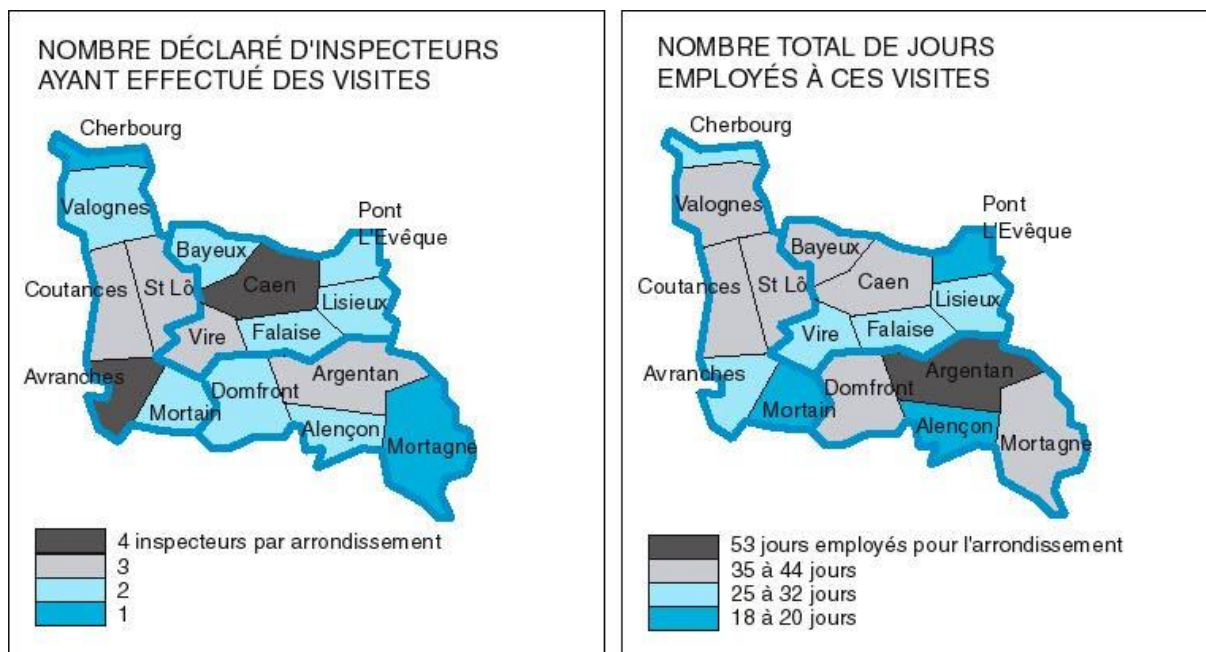 NOMBRE DÉCLARÉ D'INSPECTEURS
AYANT EFFECTUÉ DES VISITES
Cherbourg
Valognes
Pont
L'Evêque
Bayeux
Coutances
St Lô
Caen
Lisieux
Vire
Falaise
Avranches
Domfront
Argentan
Mortain
Alençon
Mortagne
4 inspecteurs par arrondissement
3
2
1
NOMBRE TOTAL DE JOURS
EMPLOYÉS À CES VISITES
Cherbourg
Valognes
Pont
L'Evêque
Bayeux
Coutances
St Lô
Caen
Lisieux
Vire
Falaise
Avranches
Domfront
Argentan
Mortain
Alençon
Mortagne
53 jours employés pour l'arrondissement
35 à 44 jours
25 à 32 jours
18 à 20 jours